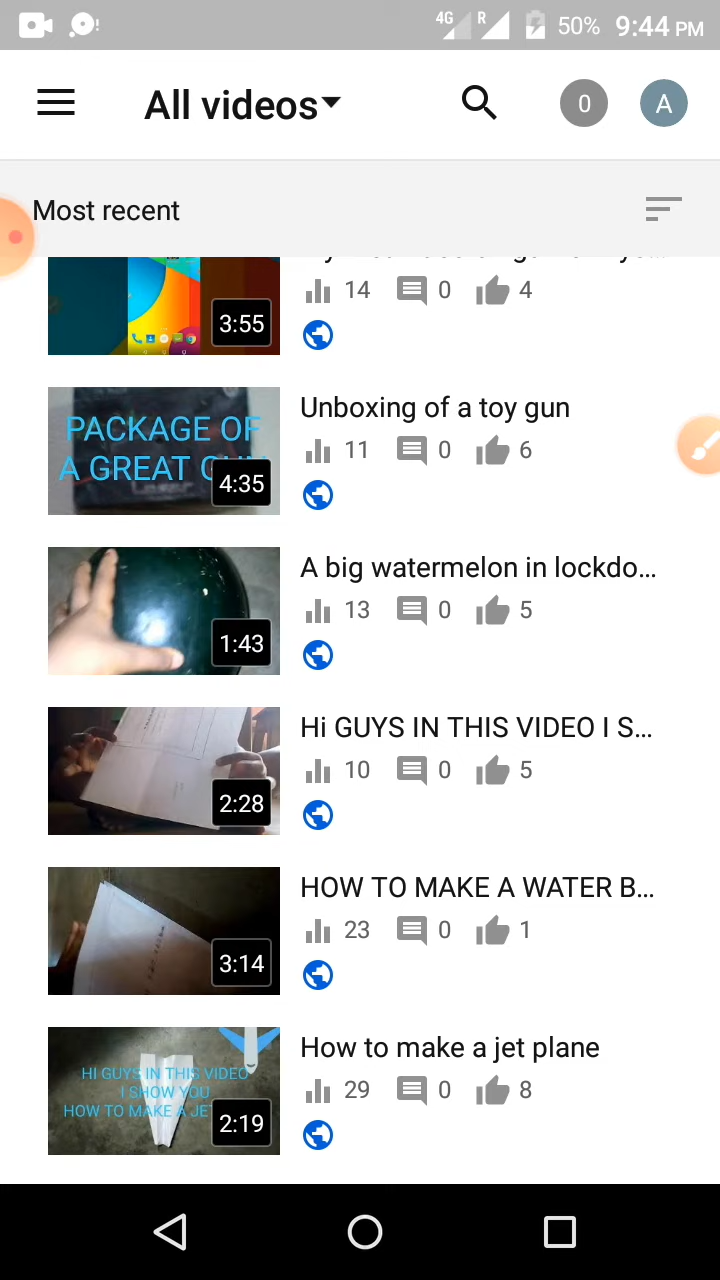 4G R 50% 9:44 PM
All videos 0 A
Most recent
3:55
14 0 4
PACKAGE OF
A GREAT
4:35
Unboxing of a toy gun
11 0 6
1:43
A big watermelon in lockdo...
13 0 5
2:28
Hi GUYS IN THIS VIDEO I S...
10 0 5
3:14
HOW TO MAKE A WATER B...
23 0 1
HI GUYS IN THIS VIDEO
I SHOW YOU
HOW TO MAKE A JET
2:19
How to make a jet plane
29 0 8